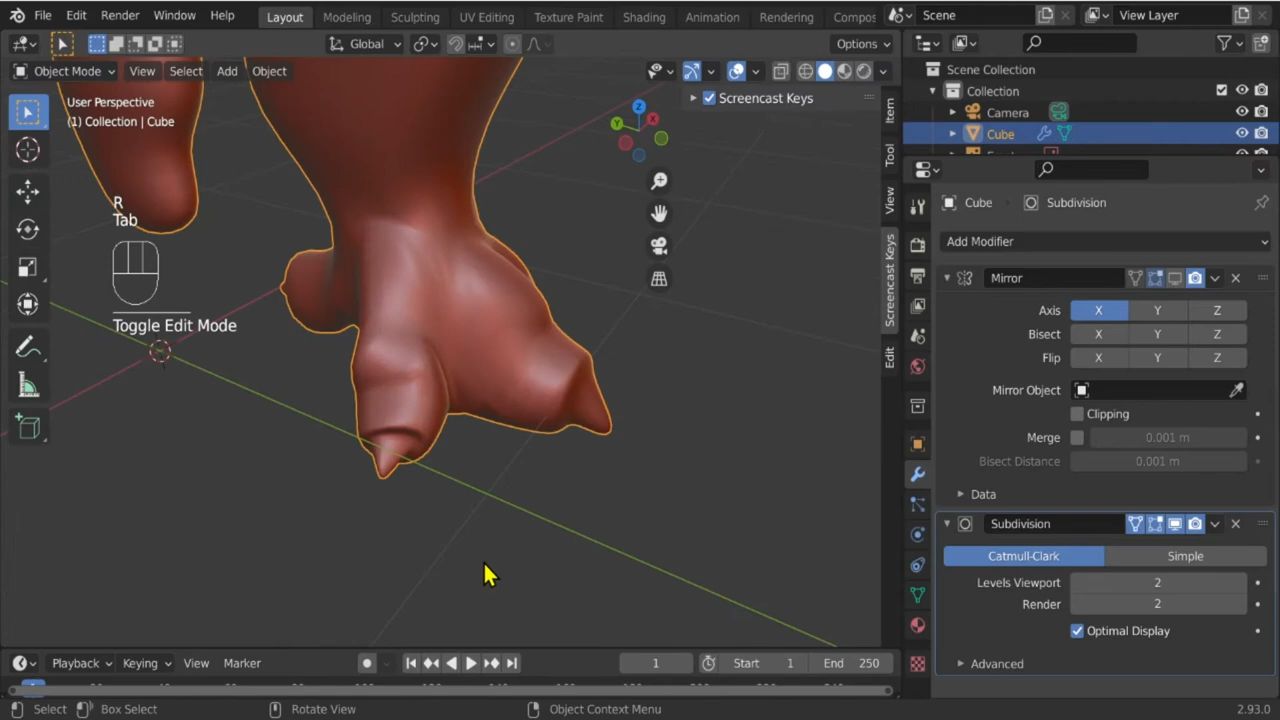 File Edit Render Window Help Layout Modeling Sculpting UV Editing Texture Paint Shading Animation Rendering Compos Scene View Layer
Global Options
Object Mode View Select Add Object
User Perspective
(1) Collection | Cube
Screencast Keys
Z
Y
X
R
Tab
Toggle Edit Mode
Item
Tool
View
Screencast Keys
Edit
Scene Collection
Collection
Camera
Cube
Cube Subdivision
Add Modifier
Mirror
Axis X Y Z
Bisect X Y Z
Flip X Y Z
Mirror Object
Clipping
Merge 0.001 m
Bisect Distance 0.001 m
Data
Subdivision
Catmull-Clark Simple
Levels Viewport 2
Render 2
Optimal Display
Advanced
Playback Keying View Marker 1 Start 1 End 250
Select Box Select Rotate View Object Context Menu 2.93.0